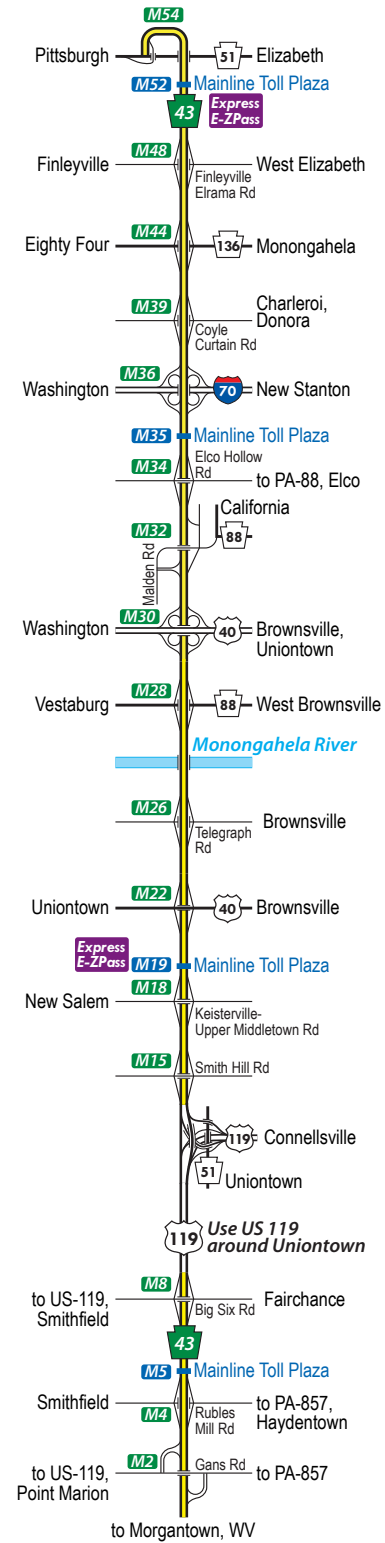 M54
Pittsburgh 51 Elizabeth
M52 Mainline Toll Plaza
43 Express
E-ZPass
M48
Finleyville West Elizabeth
Finleyville
Elrama Rd
M44
Eighty Four 136 Monongahela
Charleroi,
Donora
M39
Coyle
Curtain Rd
M36
Washington 70 New Stanton
M35 Mainline Toll Plaza
M34 Elco Hollow
Rd
to PA-88, Elco
California
M32
88
Malden Rd
M30
Washington 40 Brownsville,
Uniontown
M28
Vestaburg 88 West Brownsville
Monongahela River
M26
Brownsville
Telegraph
Rd
M22
Uniontown 40 Brownsville
Express
E-ZPass
M19 Mainline Toll Plaza
M18
New Salem
Keisterville-
Upper Middletown Rd
M15 Smith Hill Rd
119 Connellsville
51
Uniontown
119 Use US 119
around Uniontown
M8
to US-119,
Smithfield
Fairchance
Big Six Rd
43
M5 Mainline Toll Plaza
Smithfield
M4
Rubles
Mill Rd
to PA-857,
Haydentown
M2 Gans Rd
to US-119,
Point Marion
to PA-857
to Morgantown, WV